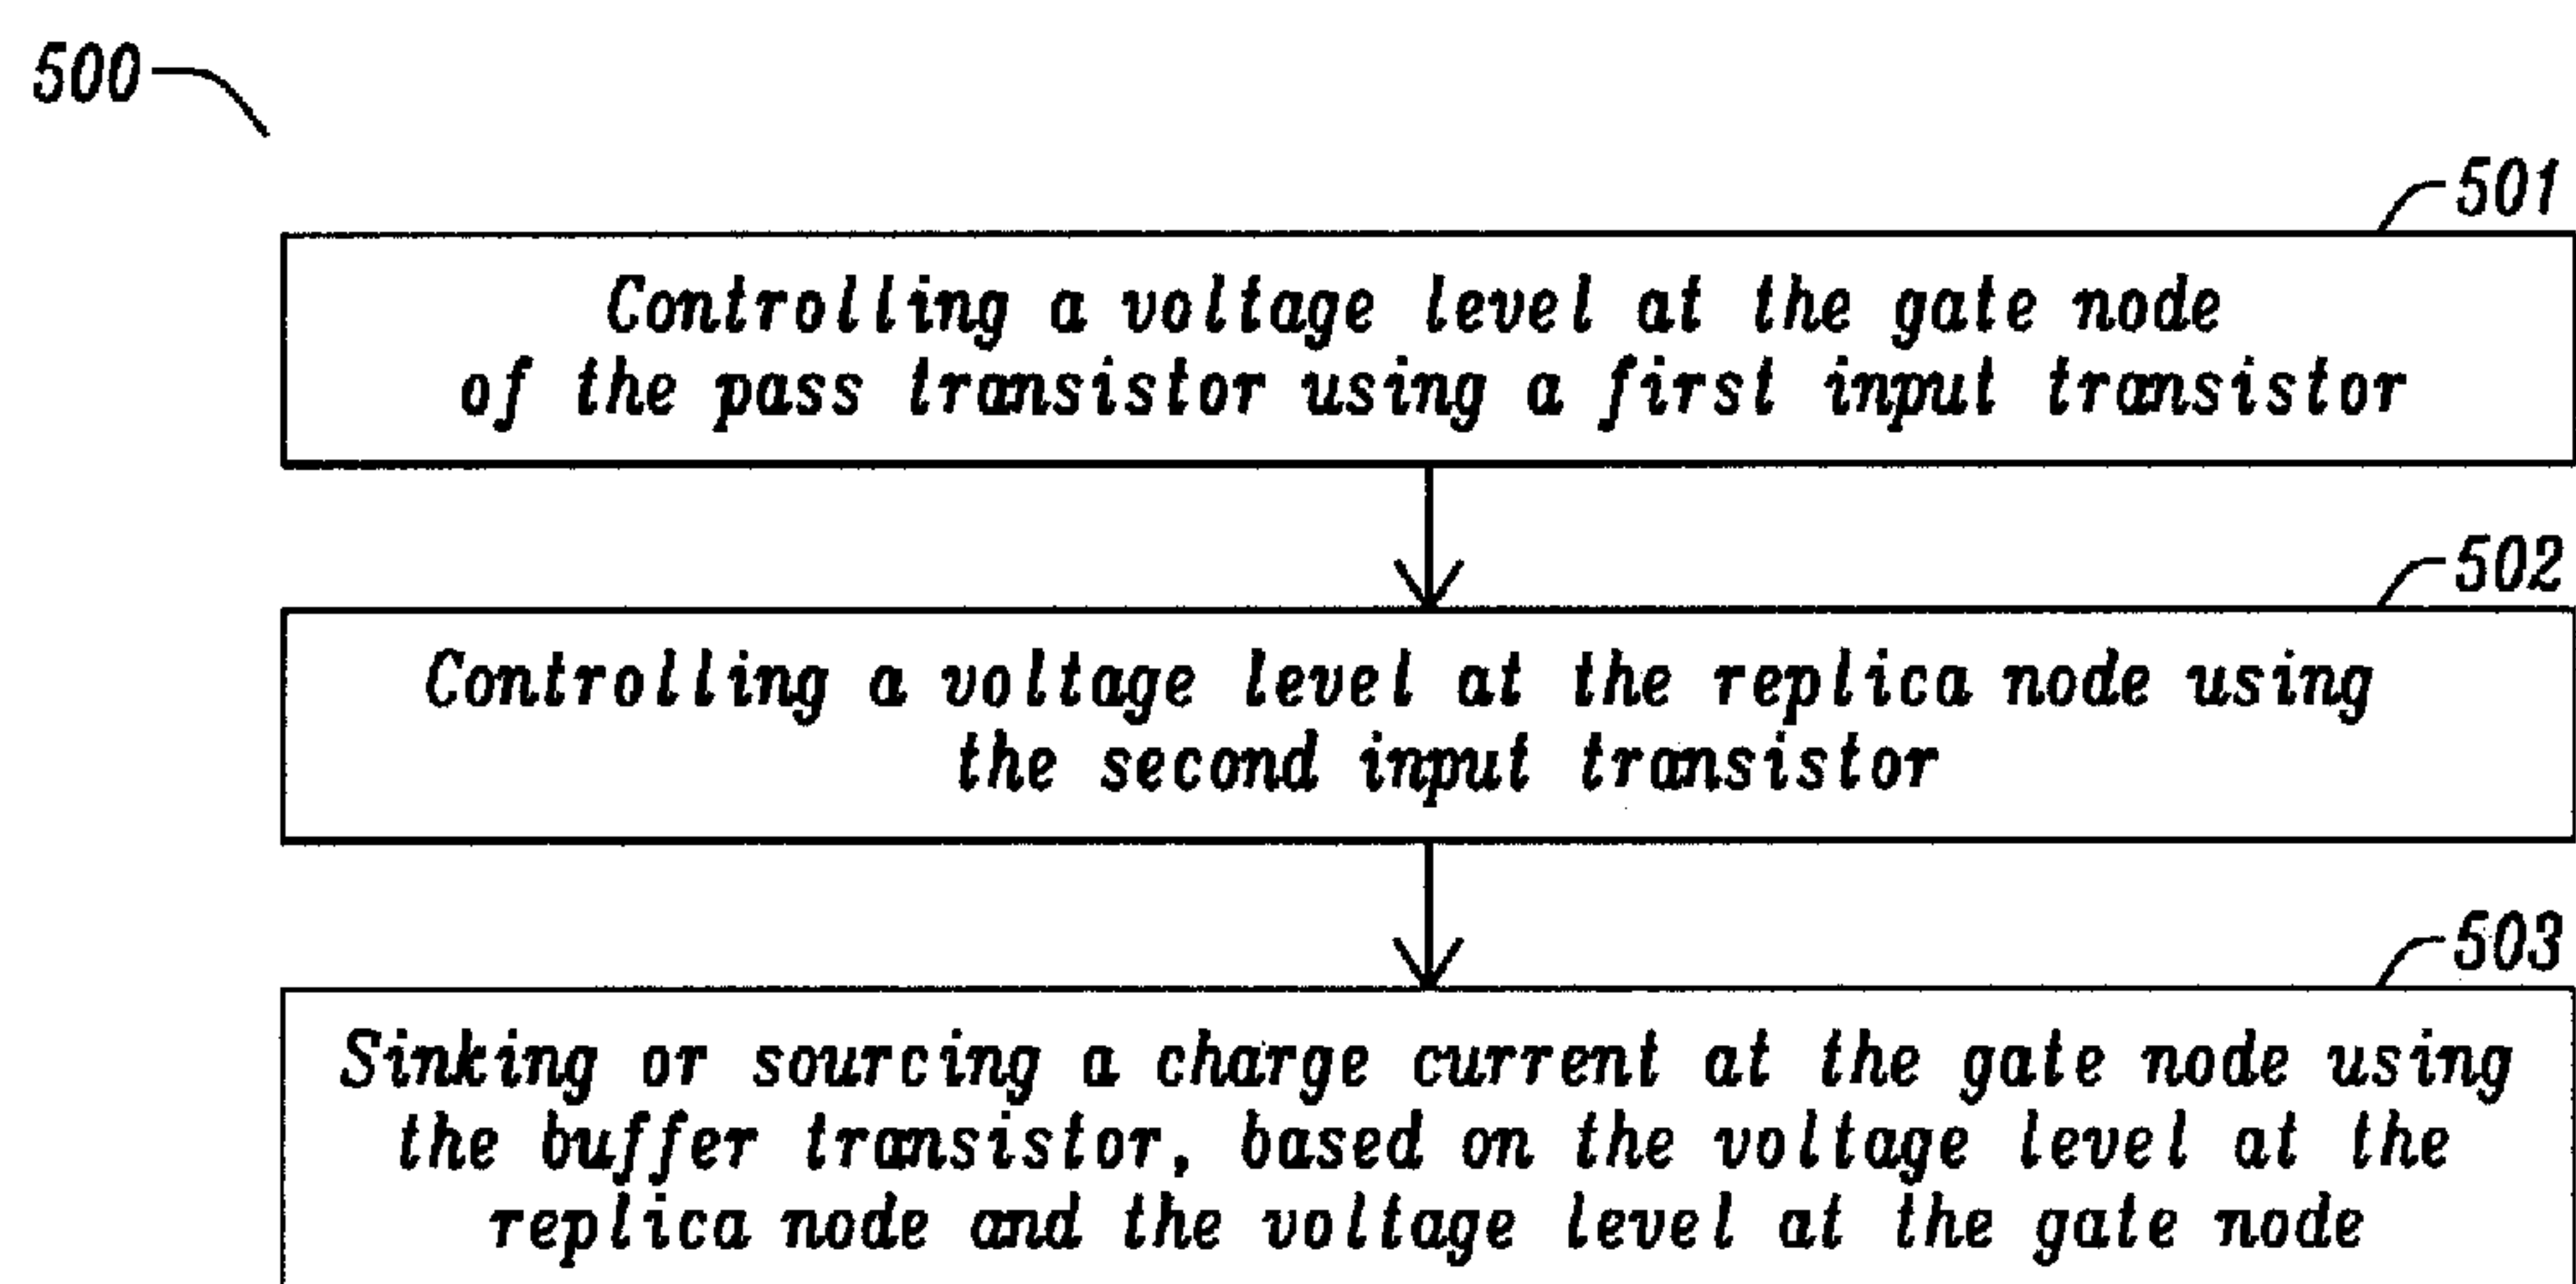 500
501
Controlling a voltage level at the gate node
of the pass transistor using a first input transistor
502
Controlling a voltage level at the replica node using
the second input transistor
503
Sinking or sourcing a charge current at the gate node using
the buffer transistor, based on the voltage level at the
replica node and the voltage level at the gate node